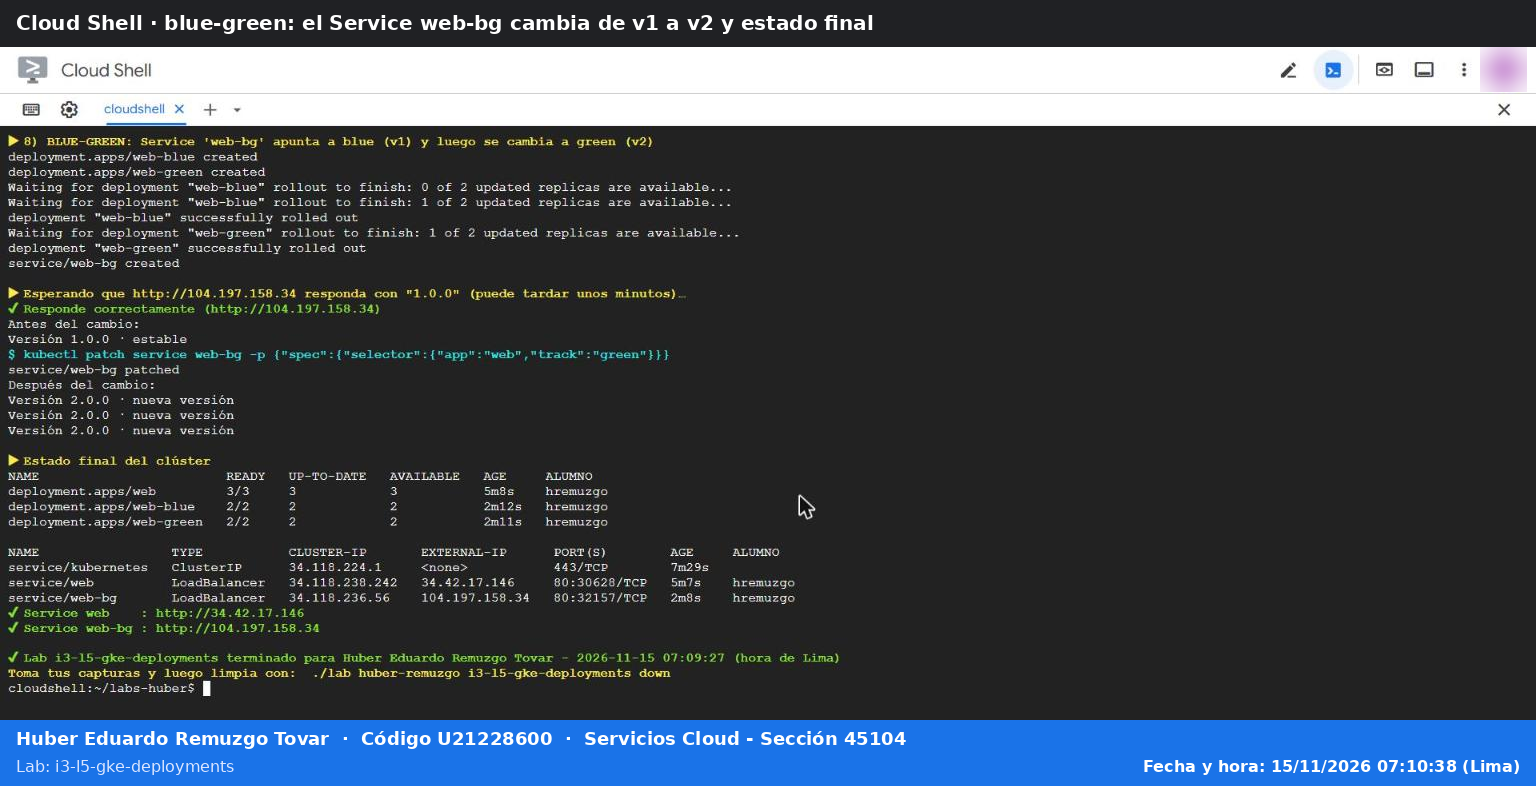 Cloud Shell · blue-green: el Service web-bg cambia de v1 a v2 y estado final
Cloud Shell
cloudshell
▶ 8) BLUE-GREEN: Service 'web-bg' apunta a blue (v1) y luego se cambia a green (v2)
deployment.apps/web-blue created
deployment.apps/web-green created
Waiting for deployment "web-blue" rollout to finish: 0 of 2 updated replicas are available...
Waiting for deployment "web-blue" rollout to finish: 1 of 2 updated replicas are available...
deployment "web-blue" successfully rolled out
Waiting for deployment "web-green" rollout to finish: 1 of 2 updated replicas are available...
deployment "web-green" successfully rolled out
service/web-bg created
▶ Esperando que http://104.197.158.34 responda con "1.0.0" (puede tardar unos minutos)…
✔ Responde correctamente (http://104.197.158.34)
Antes del cambio:
Versión 1.0.0 · estable
$ kubectl patch service web-bg -p {"spec":{"selector":{"app":"web","track":"green"}}}
service/web-bg patched
Después del cambio:
Versión 2.0.0 · nueva versión
Versión 2.0.0 · nueva versión
Versión 2.0.0 · nueva versión
▶ Estado final del clúster
NAME READY UP-TO-DATE AVAILABLE AGE ALUMNO
deployment.apps/web 3/3 3 3 5m8s hremuzgo
deployment.apps/web-blue 2/2 2 2 2m12s hremuzgo
deployment.apps/web-green 2/2 2 2 2m11s hremuzgo
NAME TYPE CLUSTER-IP EXTERNAL-IP PORT(S) AGE ALUMNO
service/kubernetes ClusterIP 34.118.224.1 <none> 443/TCP 7m29s
service/web LoadBalancer 34.118.238.242 34.42.17.146 80:30628/TCP 5m7s hremuzgo
service/web-bg LoadBalancer 34.118.236.56 104.197.158.34 80:32157/TCP 2m8s hremuzgo
✔ Service web : http://34.42.17.146
✔ Service web-bg : http://104.197.158.34
✔ Lab i3-l5-gke-deployments terminado para Huber Eduardo Remuzgo Tovar - 2026-11-15 07:09:27 (hora de Lima)
Toma tus capturas y luego limpia con: ./lab huber-remuzgo i3-l5-gke-deployments down
cloudshell:~/labs-huber$
Huber Eduardo Remuzgo Tovar · Código U21228600 · Servicios Cloud - Sección 45104
Lab: i3-l5-gke-deployments
Fecha y hora: 15/11/2026 07:10:38 (Lima)